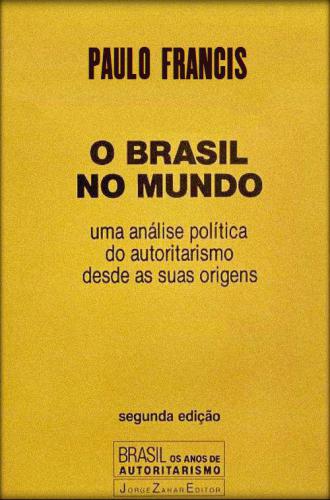 PAULO FRANCIS
O BRASIL
NO MUNDO
uma análise política
do autoritarismo
desde as suas origens
segunda edição
BRASIL OS ANOS DE
AUTORITARISMO
JORGE ZAHAR EDITOR